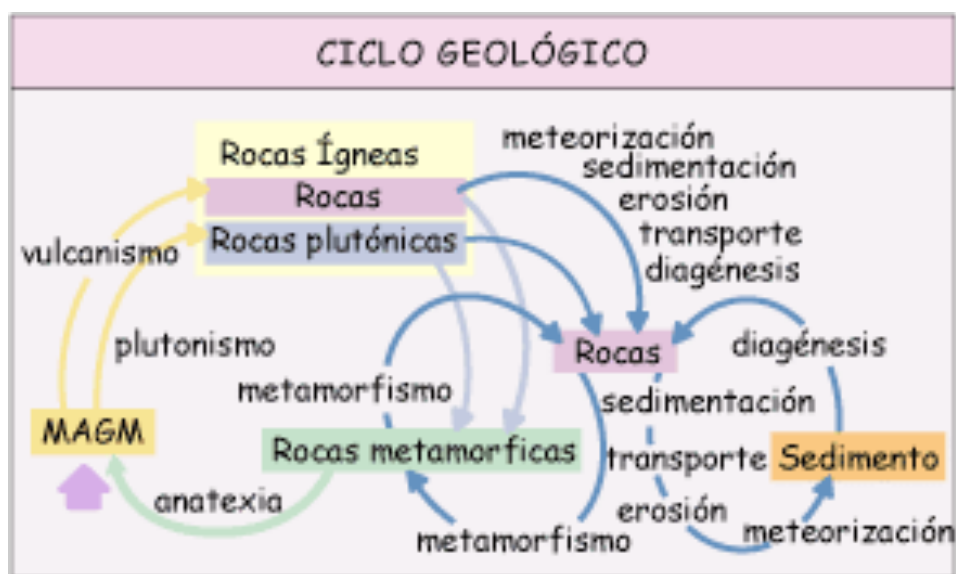 CICLO GEOLÓGICO
Rocas Ígneas
Rocas
Rocas plutónicas
meteorización
sedimentación
erosión
transporte
diagénesis
vulcanismo
plutonismo
MAGM
anatexia
metamorfismo
Rocas metamorficas
metamorfismo
Rocas
sedimentación
transporte
erosión
meteorización
diagénesis
Sedimento